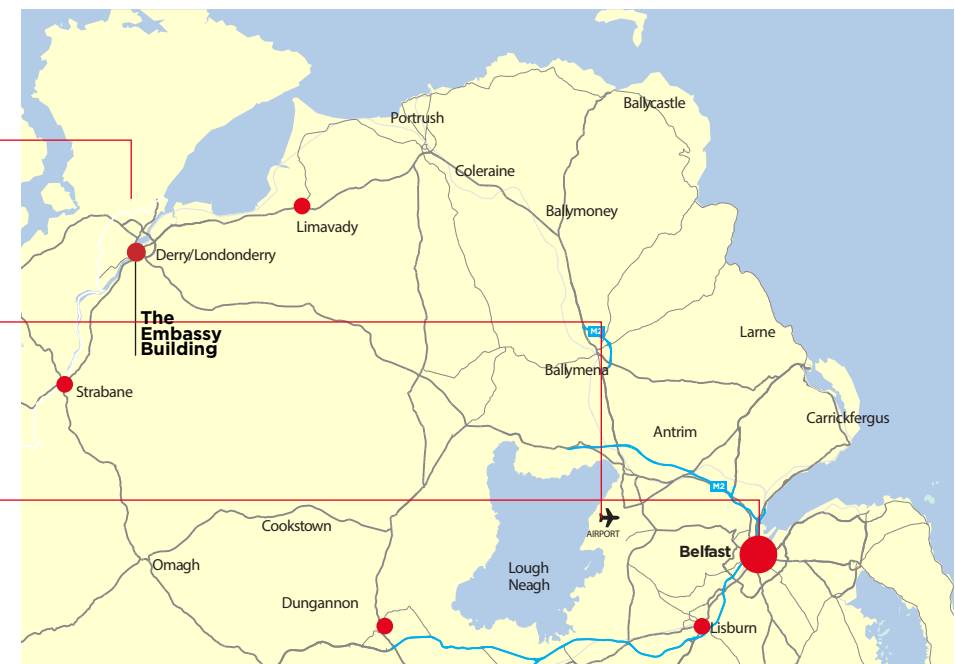 Ballycastle
Portrush
Coleraine
Ballymoney
Limavady
Derry/Londonderry
The
Embassy
Building
M2
Larne
Ballymena
Strabane
Carrickfergus
Antrim
M2
Cookstown
AIRPORT
Belfast
Omagh
Lough
Neagh
Dungannon
Lisburn